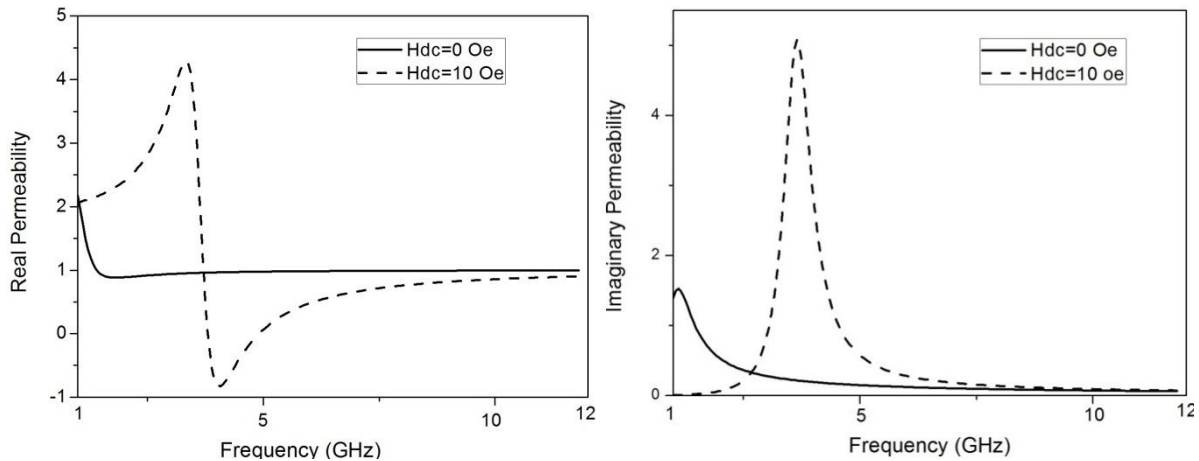 5
4
3
2
1
0
-1
Real Permeability
Hdc=0 Oe
Hdc=10 Oe
1
5
10
12
Frequency (GHz)
4
2
0
Imaginary Permeability
Hdc=0 Oe
Hdc=10 oe
1
5
10
12
Frequency (GHz)